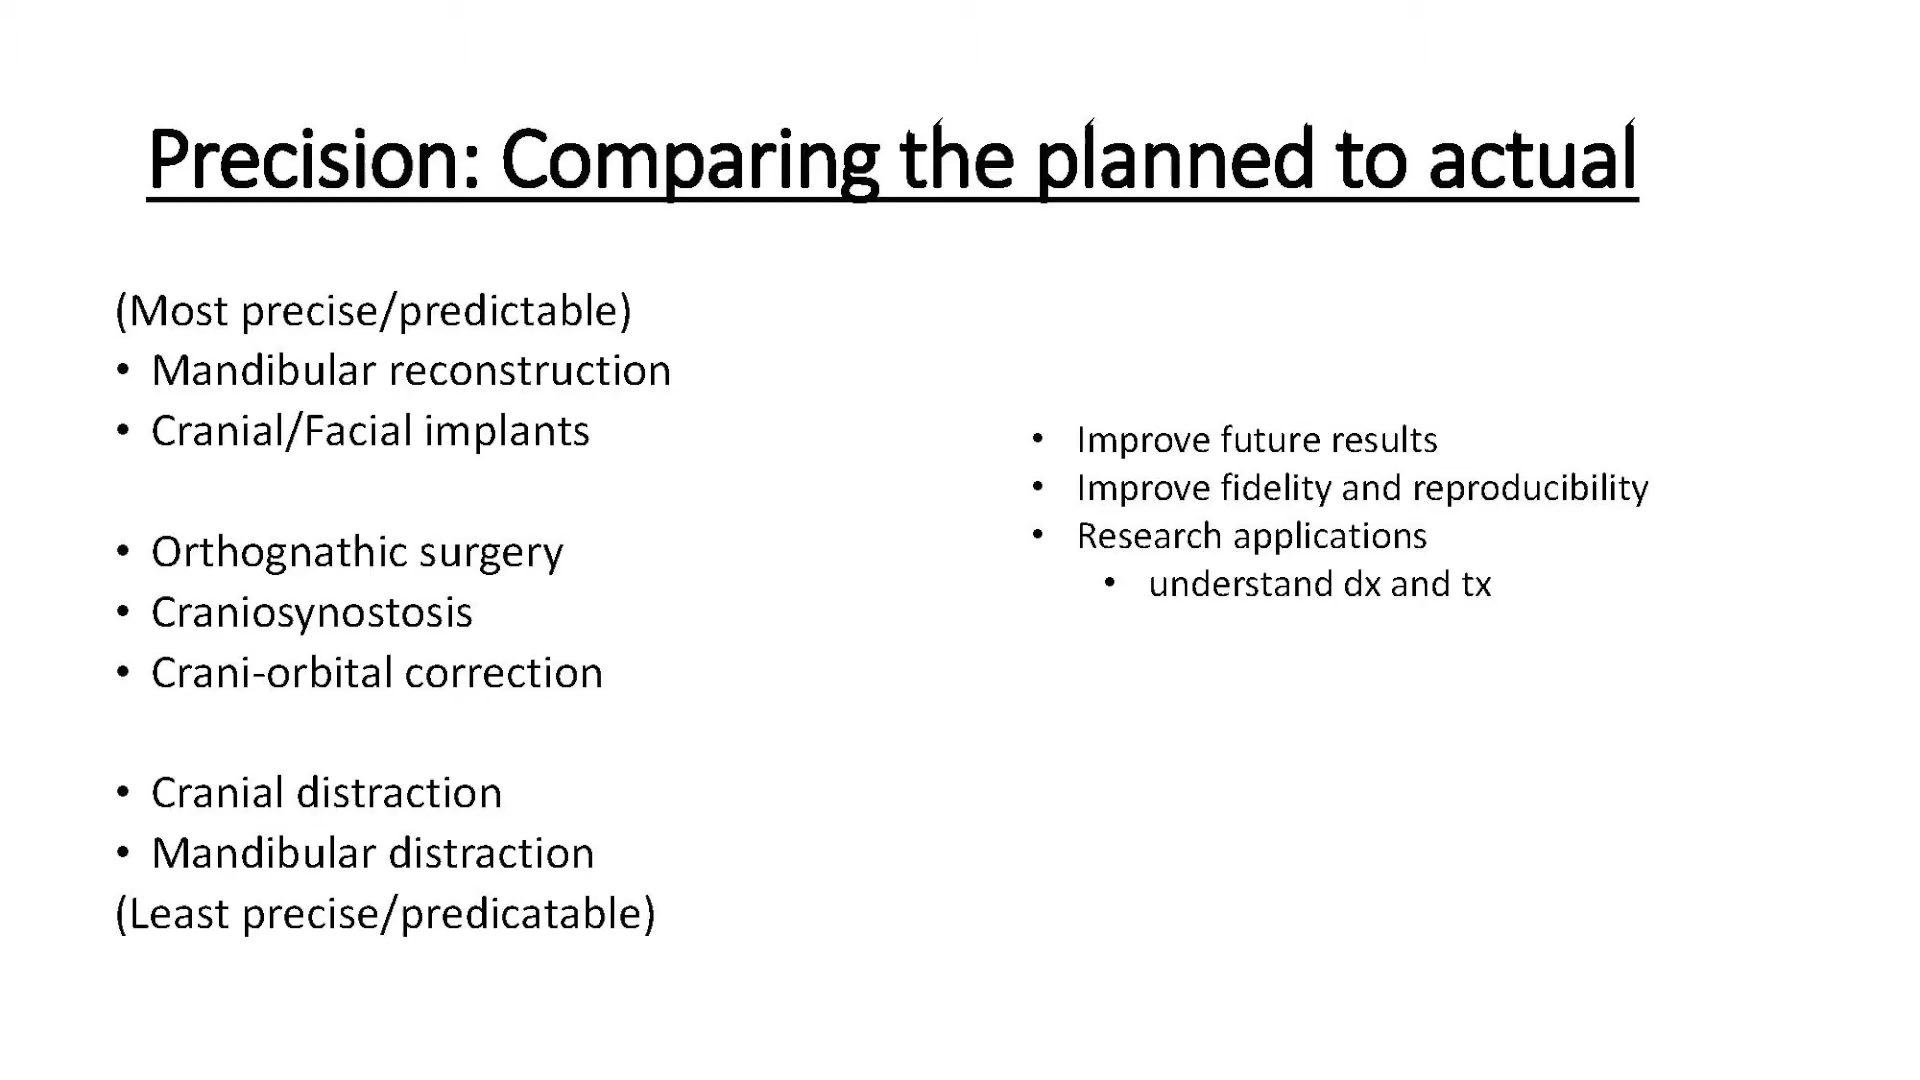 Precision: Comparing the planned to actual
(Most precise/predictable)
• Mandibular reconstruction
• Cranial/Facial implants
• Orthognathic surgery
• Craniosynostosis
• Crani-orbital correction
• Cranial distraction
• Mandibular distraction
(Least precise/predicatable)
• Improve future results
• Improve fidelity and reproducibility
• Research applications
• understand dx and tx